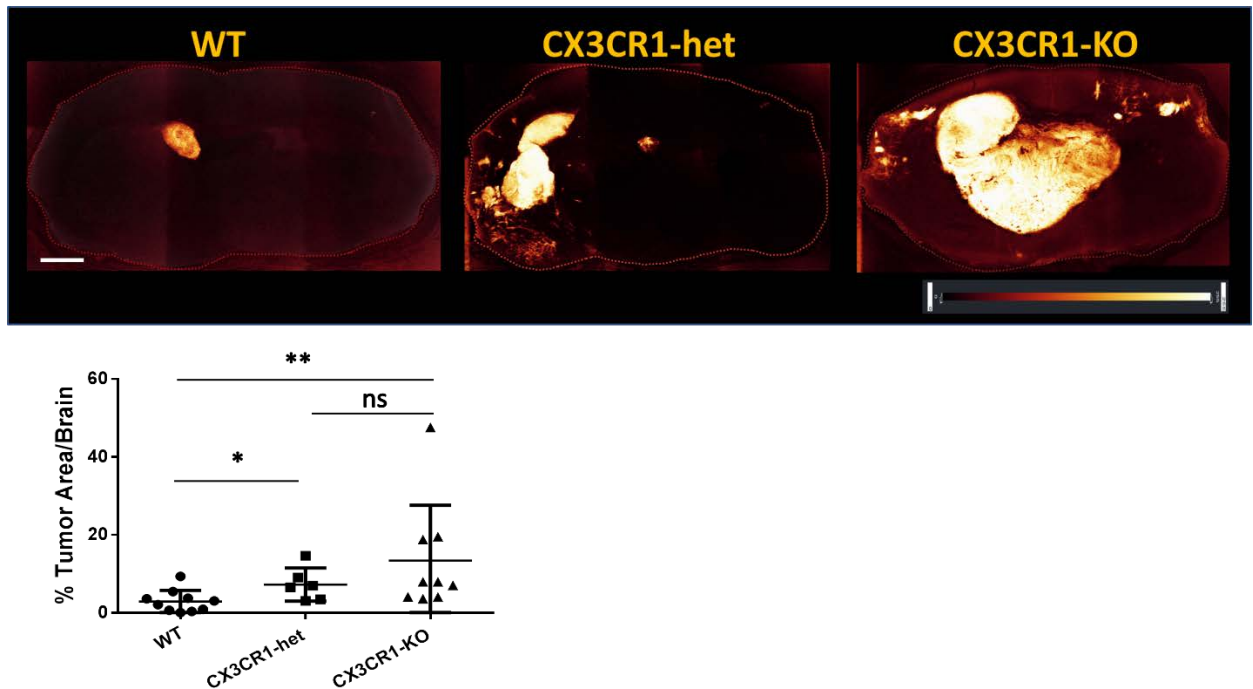 WT CX3CR1-het CX3CR1-KO
**
60
ns
40
*
20
0
% Tumor Area/Brain
WT CX3CR1-het CX3CR1-KO